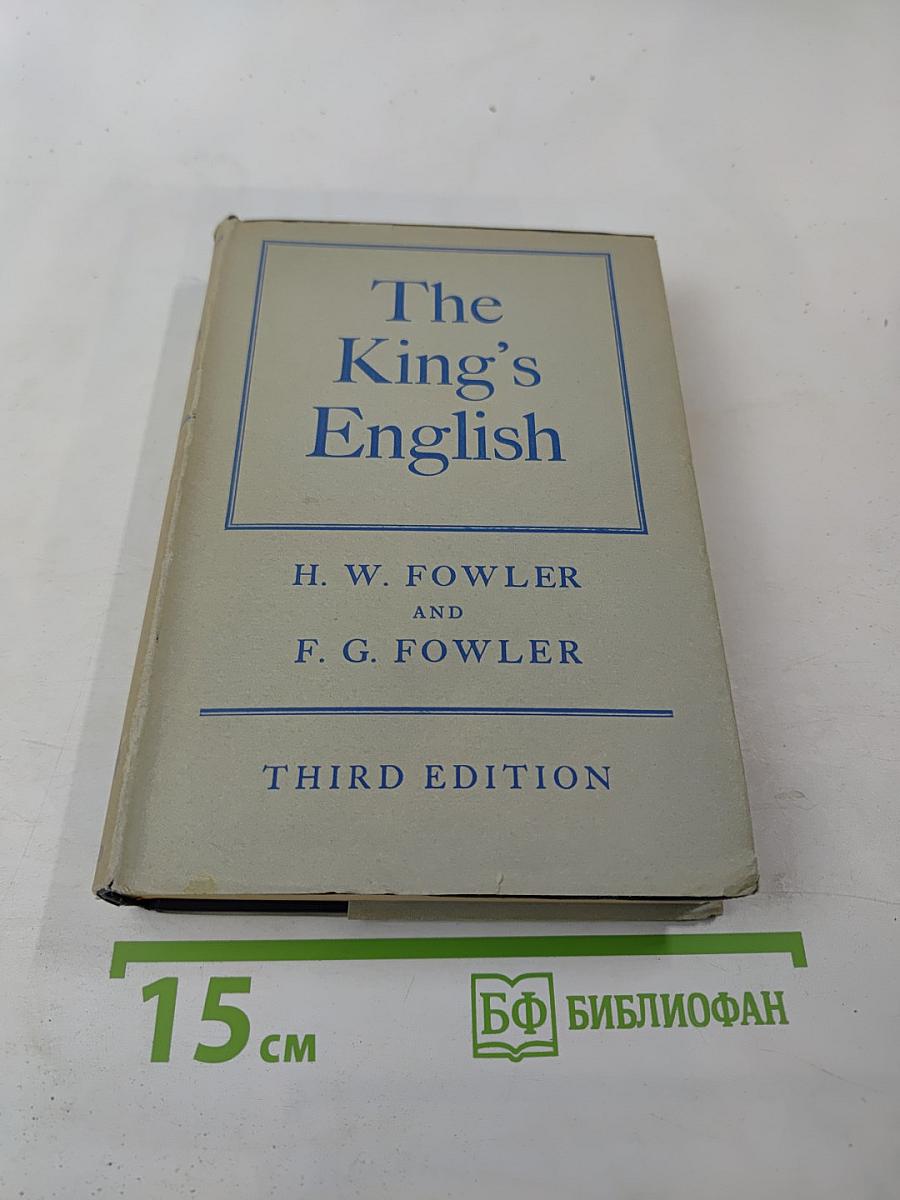 The
King's
English
H. W. FOWLER
AND
F. G. FOWLER
THIRD EDITION
15 см
БФ БИБЛИОФАН